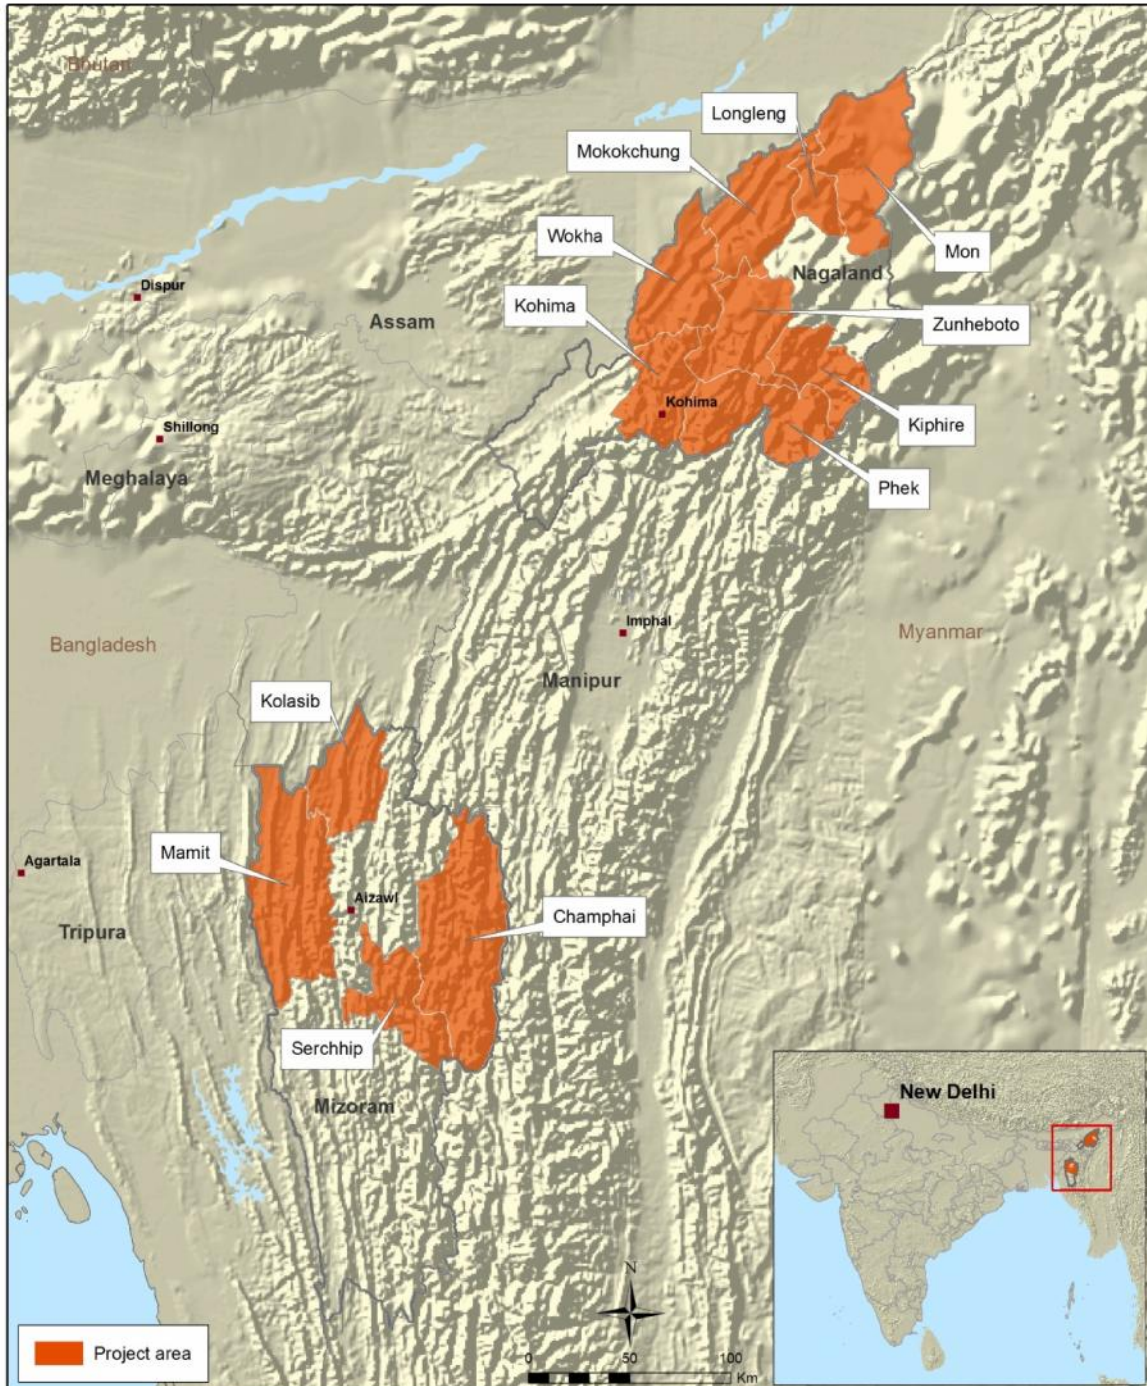 Bhutan
Longleng
Mokokchung
Wokha
Mon
Nagaland
Dispur
Kohima
Assam
Zunheboto
Kohima
Shillong
Kiphire
Meghalaya
Phek
Imphal
Bangladesh
Myanmar
Manipur
Kolasib
Mamit
Agartala
Aizawl
Champhai
Tripura
Serchhip
Mizoram
New Delhi
N
Project area
0 50 100
Km